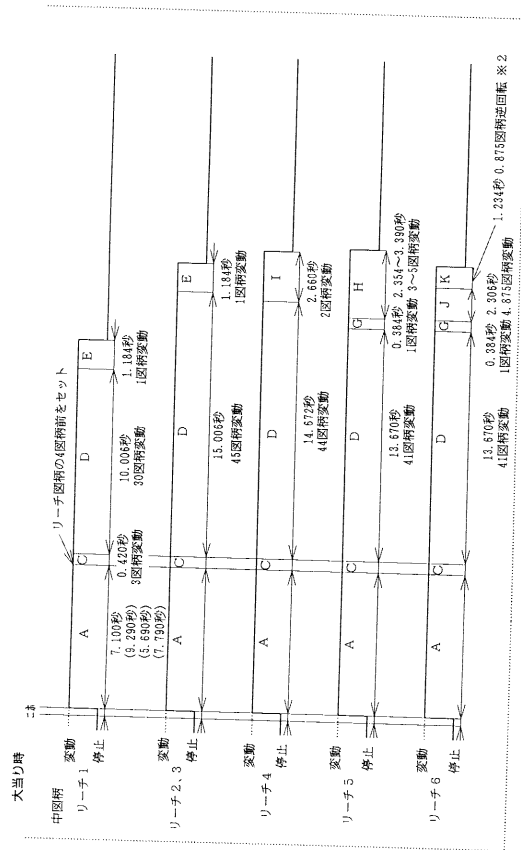 大当り時
中図柄
リーチ1
変動
停止
リーチ図柄の4図柄前をセット
A
C
D
E
7.100秒
(9.290秒)
(5.690秒)
(7.790秒)
0.420秒
3図柄変動
10.006秒
30図柄変動
1.184秒
1図柄変動
リーチ2、3
変動
停止
A
C
D
E
15.006秒
45図柄変動
1.184秒
1図柄変動
リーチ4
変動
停止
A
C
D
I
14.672秒
44図柄変動
2.660秒
2図柄変動
リーチ5
変動
停止
A
C
D
G
H
13.670秒
41図柄変動
0.384秒 2.354～3.390秒
1図柄変動 3～5図柄変動
リーチ6
変動
停止
A
C
D
G
J
K
13.670秒
41図柄変動
0.384秒 2.305秒
1図柄変動 4.875図柄変動
1.234秒 0.875図柄逆回転 ※2